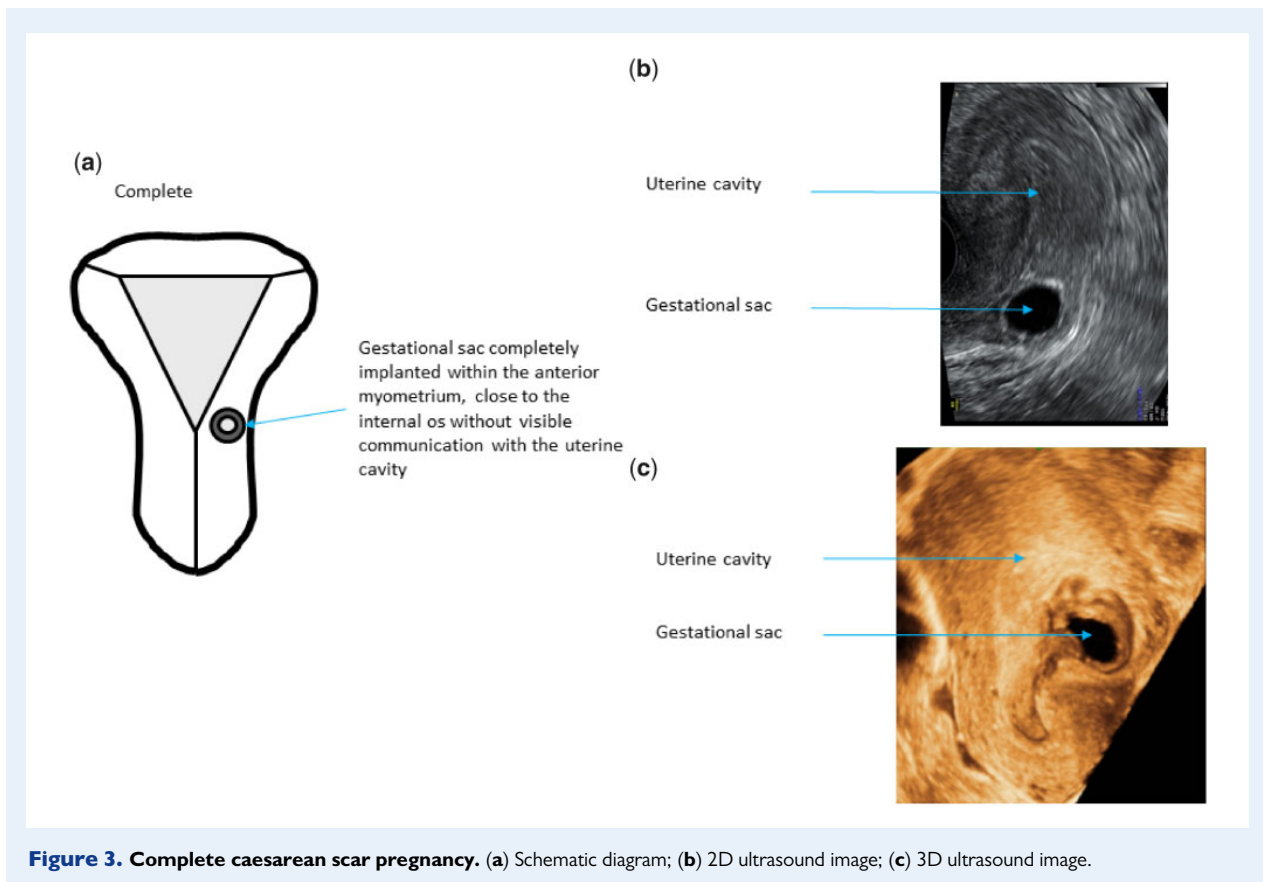 (a)
Complete
Gestational sac completely
implanted within the anterior
myometrium, close to the
internal os without visible
communication with the uterine
cavity
(b)
Uterine cavity
Gestational sac
(c)
Uterine cavity
Gestational sac
Figure 3. Complete caesarean scar pregnancy. (a) Schematic diagram; (b) 2D ultrasound image; (c) 3D ultrasound image.